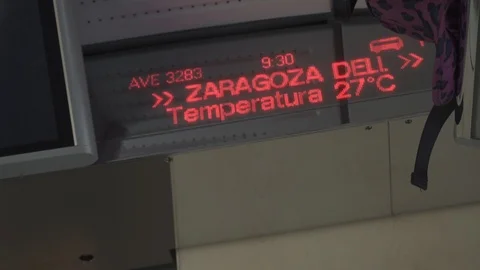 AVE 3283 9:30
>> ZARAGOZA DELI. >>
Temperatura 27°C